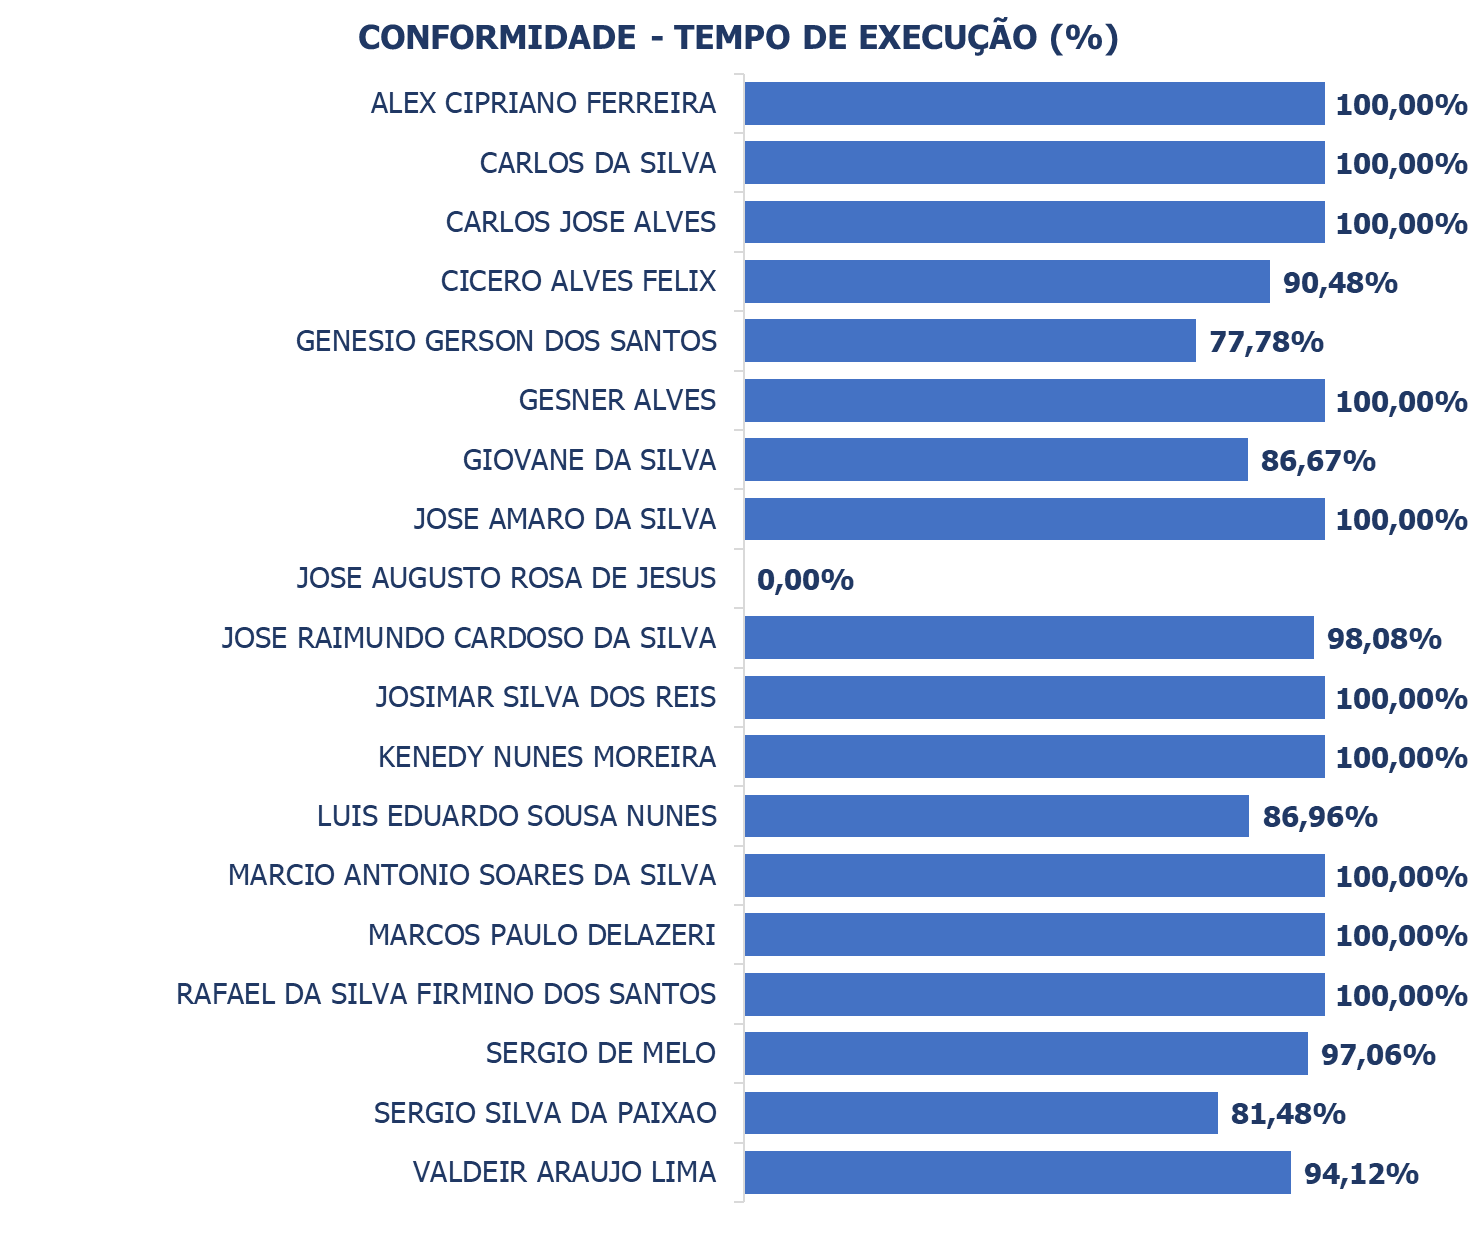 CONFORMIDADE - TEMPO DE EXECUÇÃO (%)
ALEX CIPRIANO FERREIRA 100,00%
CARLOS DA SILVA 100,00%
CARLOS JOSE ALVES 100,00%
CICERO ALVES FELIX 90,48%
GENESIO GERSON DOS SANTOS 77,78%
GESNER ALVES 100,00%
GIOVANE DA SILVA 86,67%
JOSE AMARO DA SILVA 100,00%
JOSE AUGUSTO ROSA DE JESUS 0,00%
JOSE RAIMUNDO CARDOSO DA SILVA 98,08%
JOSIMAR SILVA DOS REIS 100,00%
KENEDY NUNES MOREIRA 100,00%
LUIS EDUARDO SOUSA NUNES 86,96%
MARCIO ANTONIO SOARES DA SILVA 100,00%
MARCOS PAULO DELAZERI 100,00%
RAFAEL DA SILVA FIRMINO DOS SANTOS 100,00%
SERGIO DE MELO 97,06%
SERGIO SILVA DA PAIXAO 81,48%
VALDEIR ARAUJO LIMA 94,12%